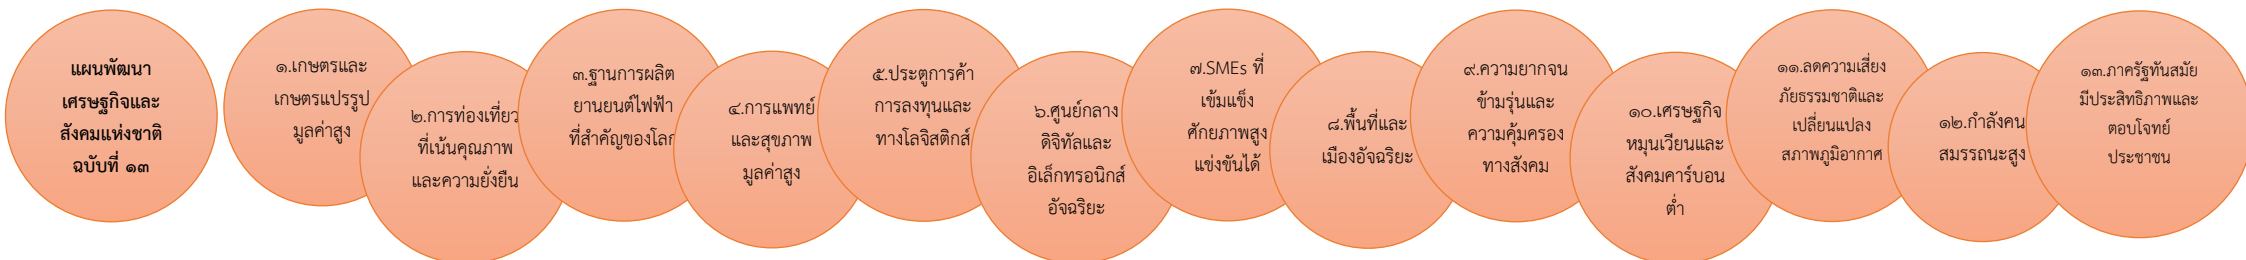 แผนพัฒนา
เศรษฐกิจและ
สังคมแห่งชาติ
ฉบับที่ ๑๓
๑.เกษตรและ
เกษตรแปรรูป
มูลค่าสูง
๒.การท่องเที่ยว
ที่เน้นคุณภาพ
และความยั่งยืน
๓.ฐานการผลิต
ยานยนต์ไฟฟ้า
ที่สำคัญของโลก
๔.การแพทย์
และสุขภาพ
มูลค่าสูง
๕.ประตูการค้า
การลงทุนและ
ทางโลจิสติกส์
๖.ศูนย์กลาง
ดิจิทัลและ
อิเล็กทรอนิกส์
อัจฉริยะ
๗.SMEs ที่
เข้มแข็ง
ศักยภาพสูง
แข่งขันได้
๘.พื้นที่และ
เมืองอัจฉริยะ
๙.ความยากจน
ข้ามรุ่นและ
ความคุ้มครอง
ทางสังคม
๑๐.เศรษฐกิจ
หมุนเวียนและ
สังคมคาร์บอน
ต่ำ
๑๑.ลดความเสี่ยง
ภัยธรรมชาติและ
เปลี่ยนแปลง
สภาพภูมิอากาศ
๑๒.กำลังคน
สมรรถนะสูง
๑๓.ภาครัฐทันสมัย
มีประสิทธิภาพและ
ตอบโจทย์
ประชาชน